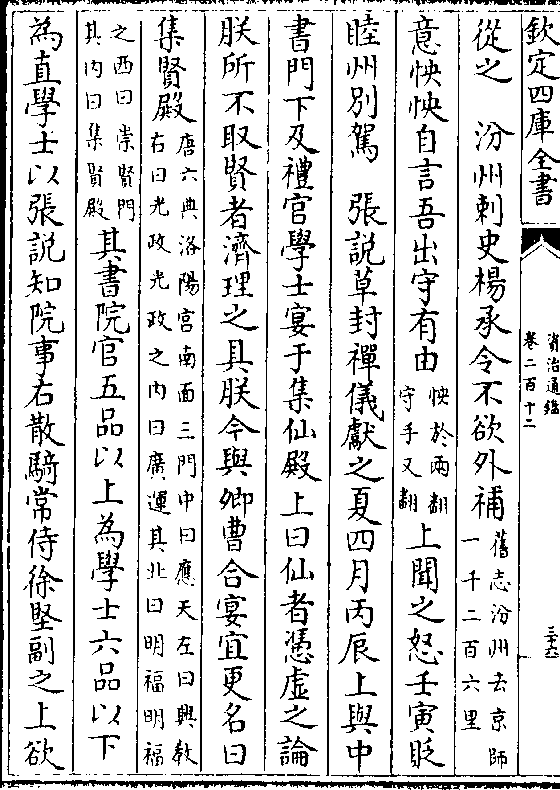 欽定四庫全書
資治通鑑
卷二百十二
三十六
從之　汾州刺史楊承令不欲外補舊志汾州去京師
一千二百六里
意怏怏自言吾出守有由怏於兩翻
守手又翻上聞之怒壬寅貶
睦州别駕　張說草封禪儀獻之夏四月丙辰上與中
書門下及禮官學士宴于集仙殿上曰仙者憑虛之論
朕所不取賢者濟理之具朕今與卿曹合宴宜更名曰
集賢殿唐六典洛陽宫南面三門中曰應天左曰興教
右曰光政光政之内曰廣運其北曰明福明福
之西曰崇賢門
其内曰集賢殿其書院官五品以上為學士六品以下
為直學士以張說知院事右散騎常侍徐堅副之上欲